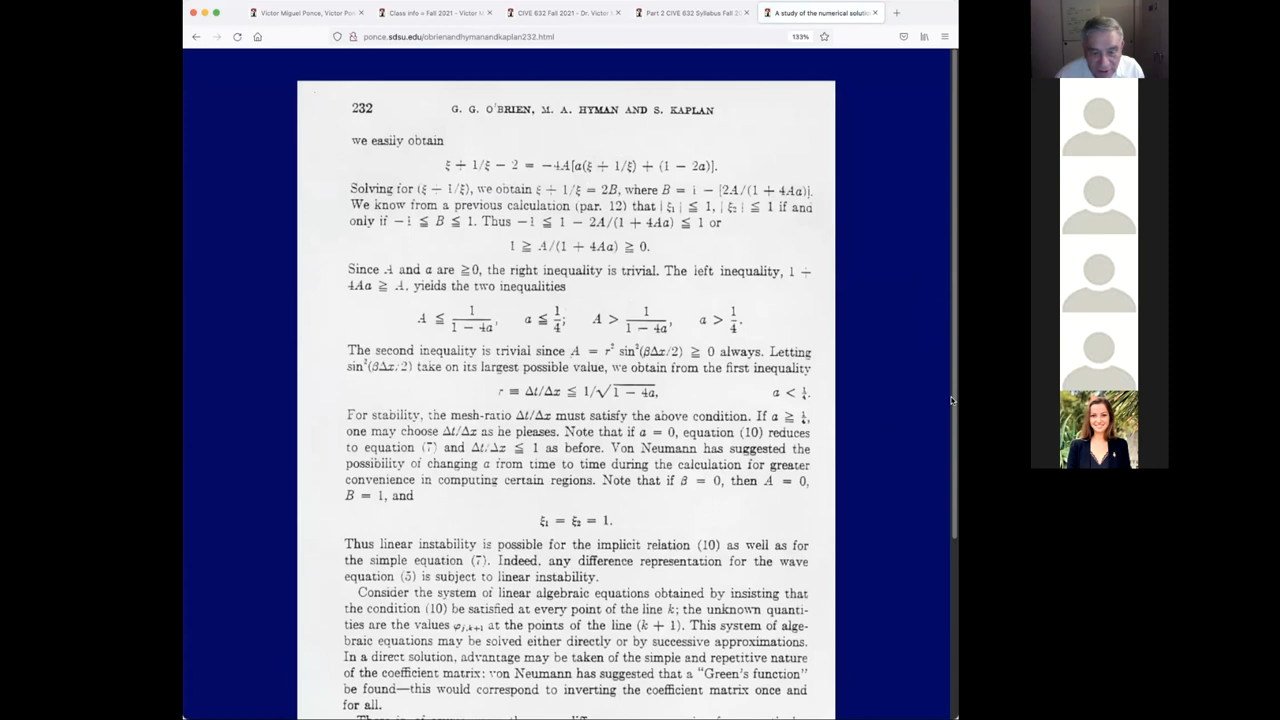 Victor Miguel Ponce, Victor Pon
Class info = Fall 2021 - Victor M
CIVE 632 Fall 2021 - Dr. Victor
Part 2 CIVE 632 Syllabus Fall 2
A study of the numerical solutio
ponce.sdsu.edu/obrienandhymanandkaplan232.html
133%
232 G. G. O'BRIEN, M. A. HYMAN AND S. KAPLAN
we easily obtain
ξ + 1/ξ − 2 = −4A[a(ξ + 1/ξ) + (1 − 2a)].
Solving for (ξ + 1/ξ), we obtain ξ + 1/ξ = 2B, where B = 1 − [2A/(1 + 4Aa)].
We know from a previous calculation (par. 12) that | ξ₁ | ≦ 1, | ξ₂ | ≦ 1 if and
only if −1 ≦ B ≦ 1. Thus −1 ≦ 1 − 2A/(1 + 4Aa) ≦ 1 or
1 ≧ A/(1 + 4Aa) ≧ 0.
Since A and a are ≧0, the right inequality is trivial. The left inequality, 1 +
4Aa ≧ A, yields the two inequalities
A ≦ 1/(1 − 4a), a ≦ 1/4; A > 1/(1 − 4a), a > 1/4.
The second inequality is trivial since A = r² sin²(βΔx/2) ≧ 0 always. Letting
sin²(βΔx/2) take on its largest possible value, we obtain from the first inequality
r ≡ Δt/Δx ≦ 1/√(1 − 4a), a < ¼.
For stability, the mesh-ratio Δt/Δx must satisfy the above condition. If a ≧ ¼,
one may choose Δt/Δx as he pleases. Note that if a = 0, equation (10) reduces
to equation (7) and Δt/Δx ≦ 1 as before. Von Neumann has suggested the
possibility of changing a from time to time during the calculation for greater
convenience in computing certain regions. Note that if β = 0, then A = 0,
B = 1, and
ξ₁ = ξ₂ = 1.
Thus linear instability is possible for the implicit relation (10) as well as for
the simple equation (7). Indeed, any difference representation for the wave
equation (5) is subject to linear instability.
Consider the system of linear algebraic equations obtained by insisting that
the condition (10) be satisfied at every point of the line k; the unknown quanti-
ties are the values φⱼ,ₖ₊₁ at the points of the line (k + 1). This system of alge-
braic equations may be solved either directly or by successive approximations.
In a direct solution, advantage may be taken of the simple and repetitive nature
of the coefficient matrix; von Neumann has suggested that a "Green's function"
be found—this would correspond to inverting the coefficient matrix once and
for all.